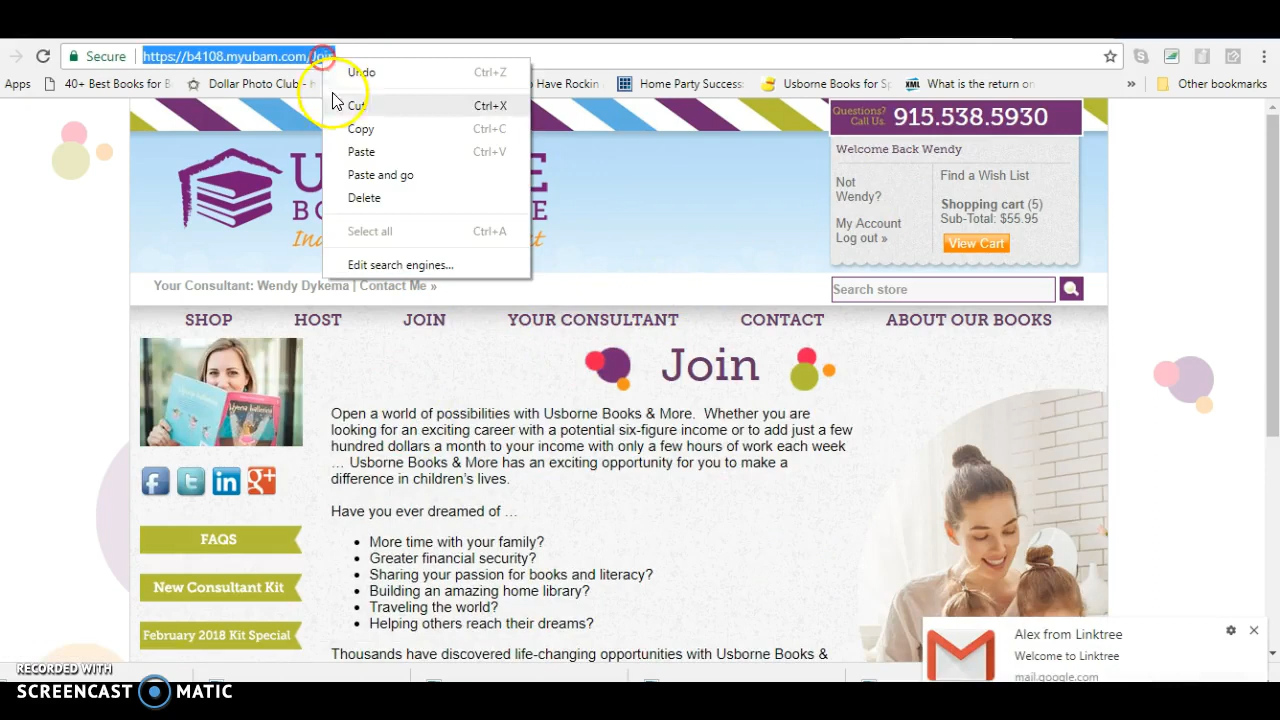 Secure
https://b4108.myubam.com/Join
Apps
40+ Best Books for B
Dollar Photo Club - h
Have Rockin
Home Party Success:
Usborne Books for Sp
XML
What is the return on
»
Other bookmarks
Undo Ctrl+Z
Cut Ctrl+X
Copy Ctrl+C
Paste Ctrl+V
Paste and go
Delete
Select all Ctrl+A
Edit search engines...
Questions?
Call Us.
915.538.5930
Welcome Back Wendy
Not
Wendy?
My Account
Log out »
Find a Wish List
Shopping cart (5)
Sub-Total: $55.95
View Cart
Your Consultant: Wendy Dykema | Contact Me »
Search store
SHOP HOST JOIN YOUR CONSULTANT CONTACT ABOUT OUR BOOKS
Join
Open a world of possibilities with Usborne Books & More. Whether you are
looking for an exciting career with a potential six-figure income or to add just a few
hundred dollars a month to your income with only a few hours of work each week
… Usborne Books & More has an exciting opportunity for you to make a
difference in children's lives.
Have you ever dreamed of …
• More time with your family?
• Greater financial security?
• Sharing your passion for books and literacy?
• Building an amazing home library?
• Traveling the world?
• Helping others reach their dreams?
Thousands have discovered life-changing opportunities with Usborne Books &
FAQS
New Consultant Kit
February 2018 Kit Special
Alex from Linktree
Welcome to Linktree
mail.google.com
RECORDED WITH
SCREENCAST MATIC